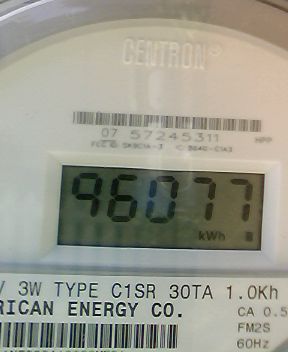 CENTRON®
07 57245311 HPP
96077
kWh
V 3W TYPE C1SR 30TA 1.0Kh
RICAN ENERGY CO. CA 0.5
FM2S
60Hz